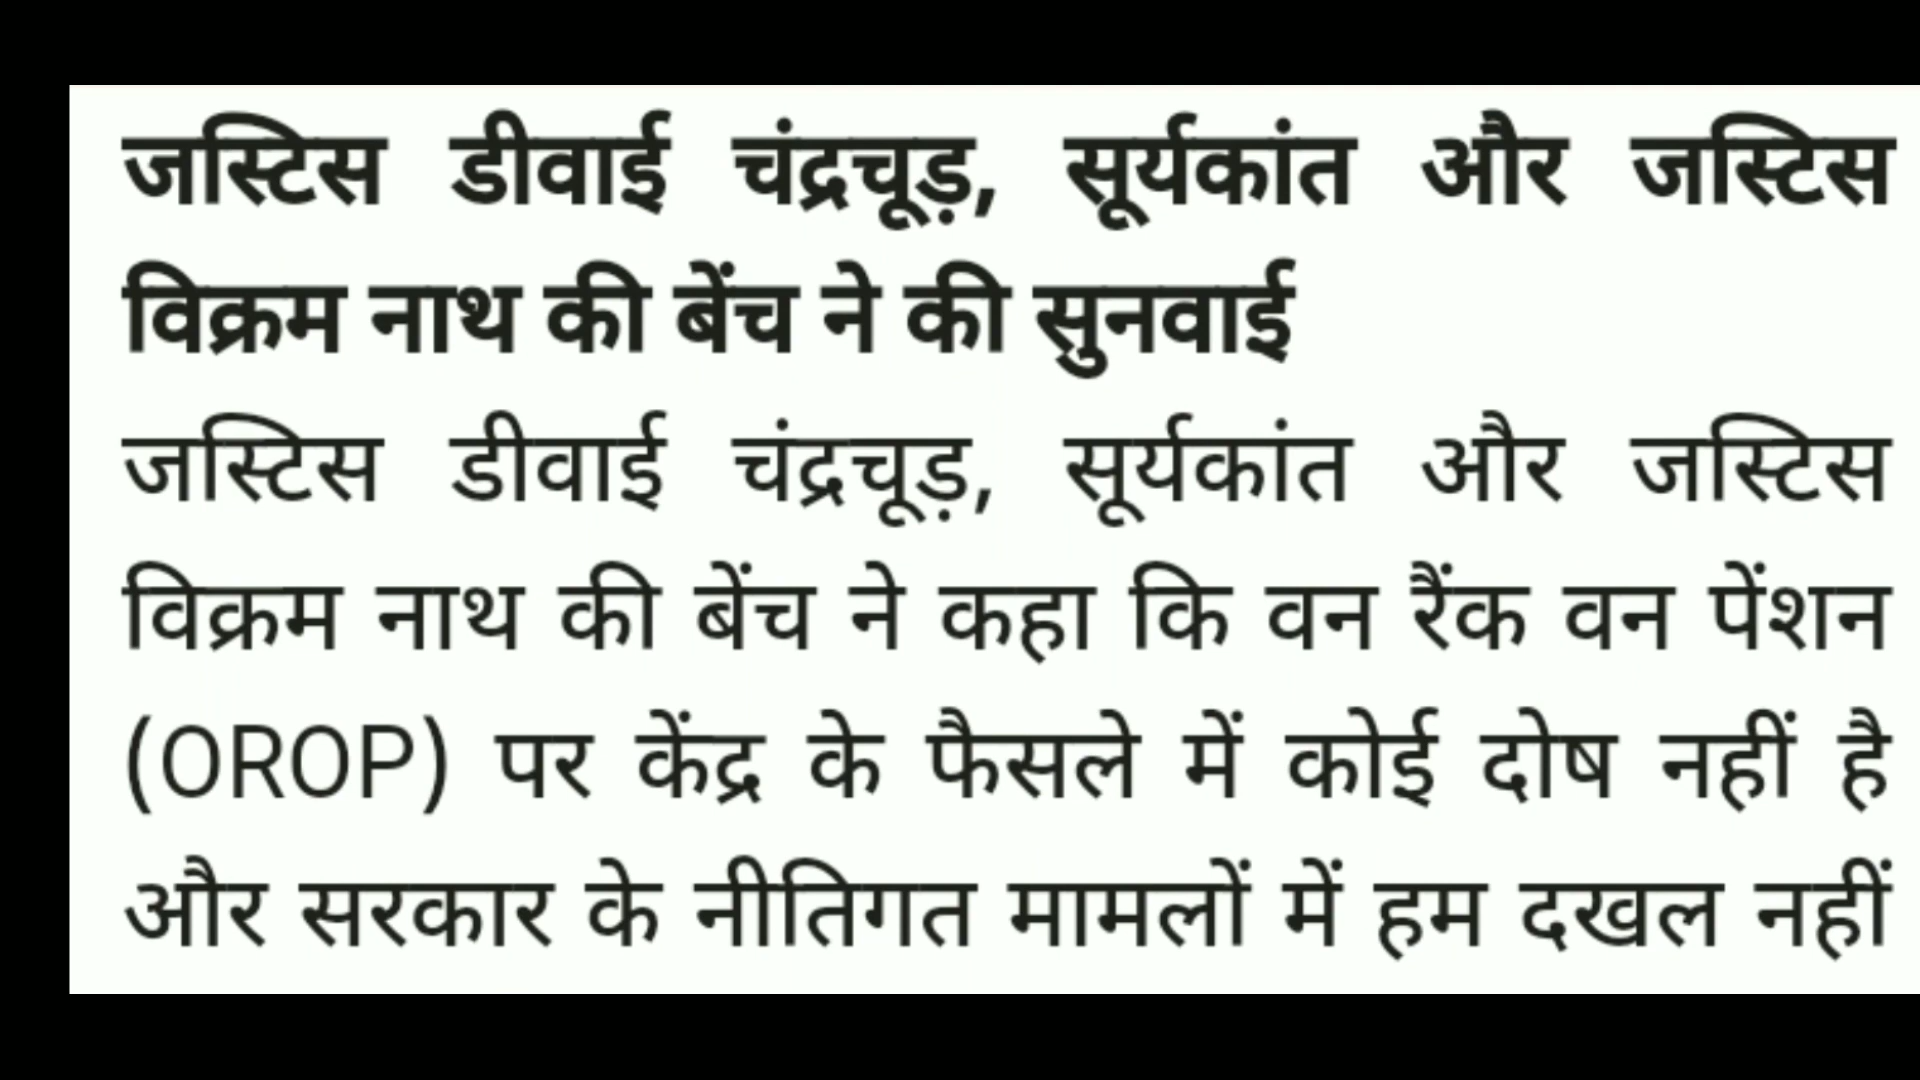 जस्टिस डीवाई चंद्रचूड़, सूर्यकांत और जस्टिस
विक्रम नाथ की बेंच ने की सुनवाई
जस्टिस डीवाई चंद्रचूड़, सूर्यकांत और जस्टिस
विक्रम नाथ की बेंच ने कहा कि वन रैंक वन पेंशन
(OROP) पर केंद्र के फैसले में कोई दोष नहीं है
और सरकार के नीतिगत मामलों में हम दखल नहीं